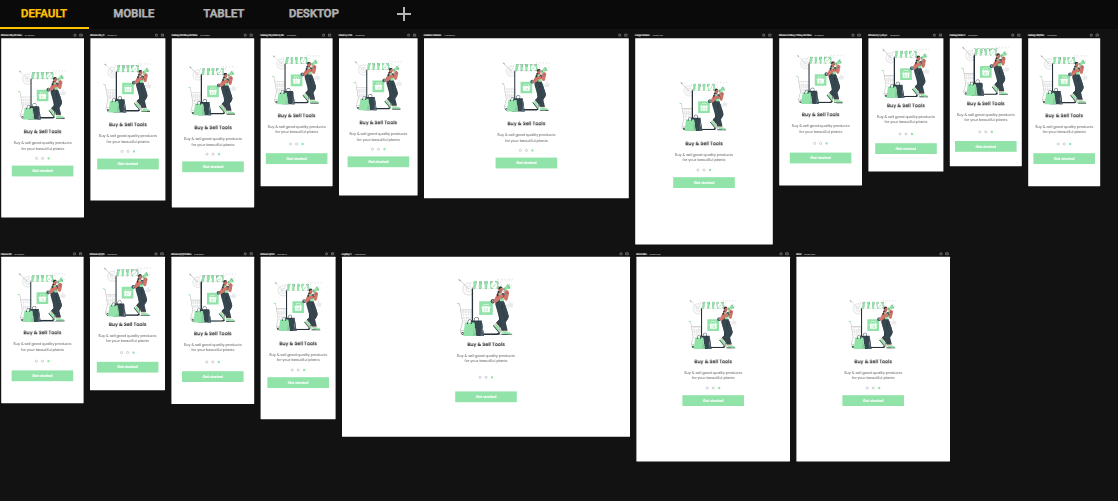 DEFAULT MOBILE TABLET DESKTOP
Buy & Sell Tools
Buy & sell good quality products
for your beautiful plants
Get started
Buy & Sell Tools
Buy & sell good quality products
for your beautiful plants
Get started
Buy & Sell Tools
Buy & sell good quality products
for your beautiful plants
Get started
Buy & Sell Tools
Buy & sell good quality products
for your beautiful plants
Get started
Buy & Sell Tools
Buy & sell good quality products
for your beautiful plants
Get started
Buy & Sell Tools
Buy & sell good quality products
for your beautiful plants
Get started
Buy & Sell Tools
Buy & sell good quality products
for your beautiful plants
Get started
Buy & Sell Tools
Buy & sell good quality products
for your beautiful plants
Get started
Buy & Sell Tools
Buy & sell good quality products
for your beautiful plants
Get started
Buy & Sell Tools
Buy & sell good quality products
for your beautiful plants
Get started
Buy & Sell Tools
Buy & sell good quality products
for your beautiful plants
Get started
Buy & Sell Tools
Buy & sell good quality products
for your beautiful plants
Get started
Buy & Sell Tools
Buy & sell good quality products
for your beautiful plants
Get started
Buy & Sell Tools
Buy & sell good quality products
for your beautiful plants
Get started
Buy & Sell Tools
Buy & sell good quality products
for your beautiful plants
Get started
Buy & Sell Tools
Buy & sell good quality products
for your beautiful plants
Get started
Buy & Sell Tools
Buy & sell good quality products
for your beautiful plants
Get started
Buy & Sell Tools
Buy & sell good quality products
for your beautiful plants
Get started